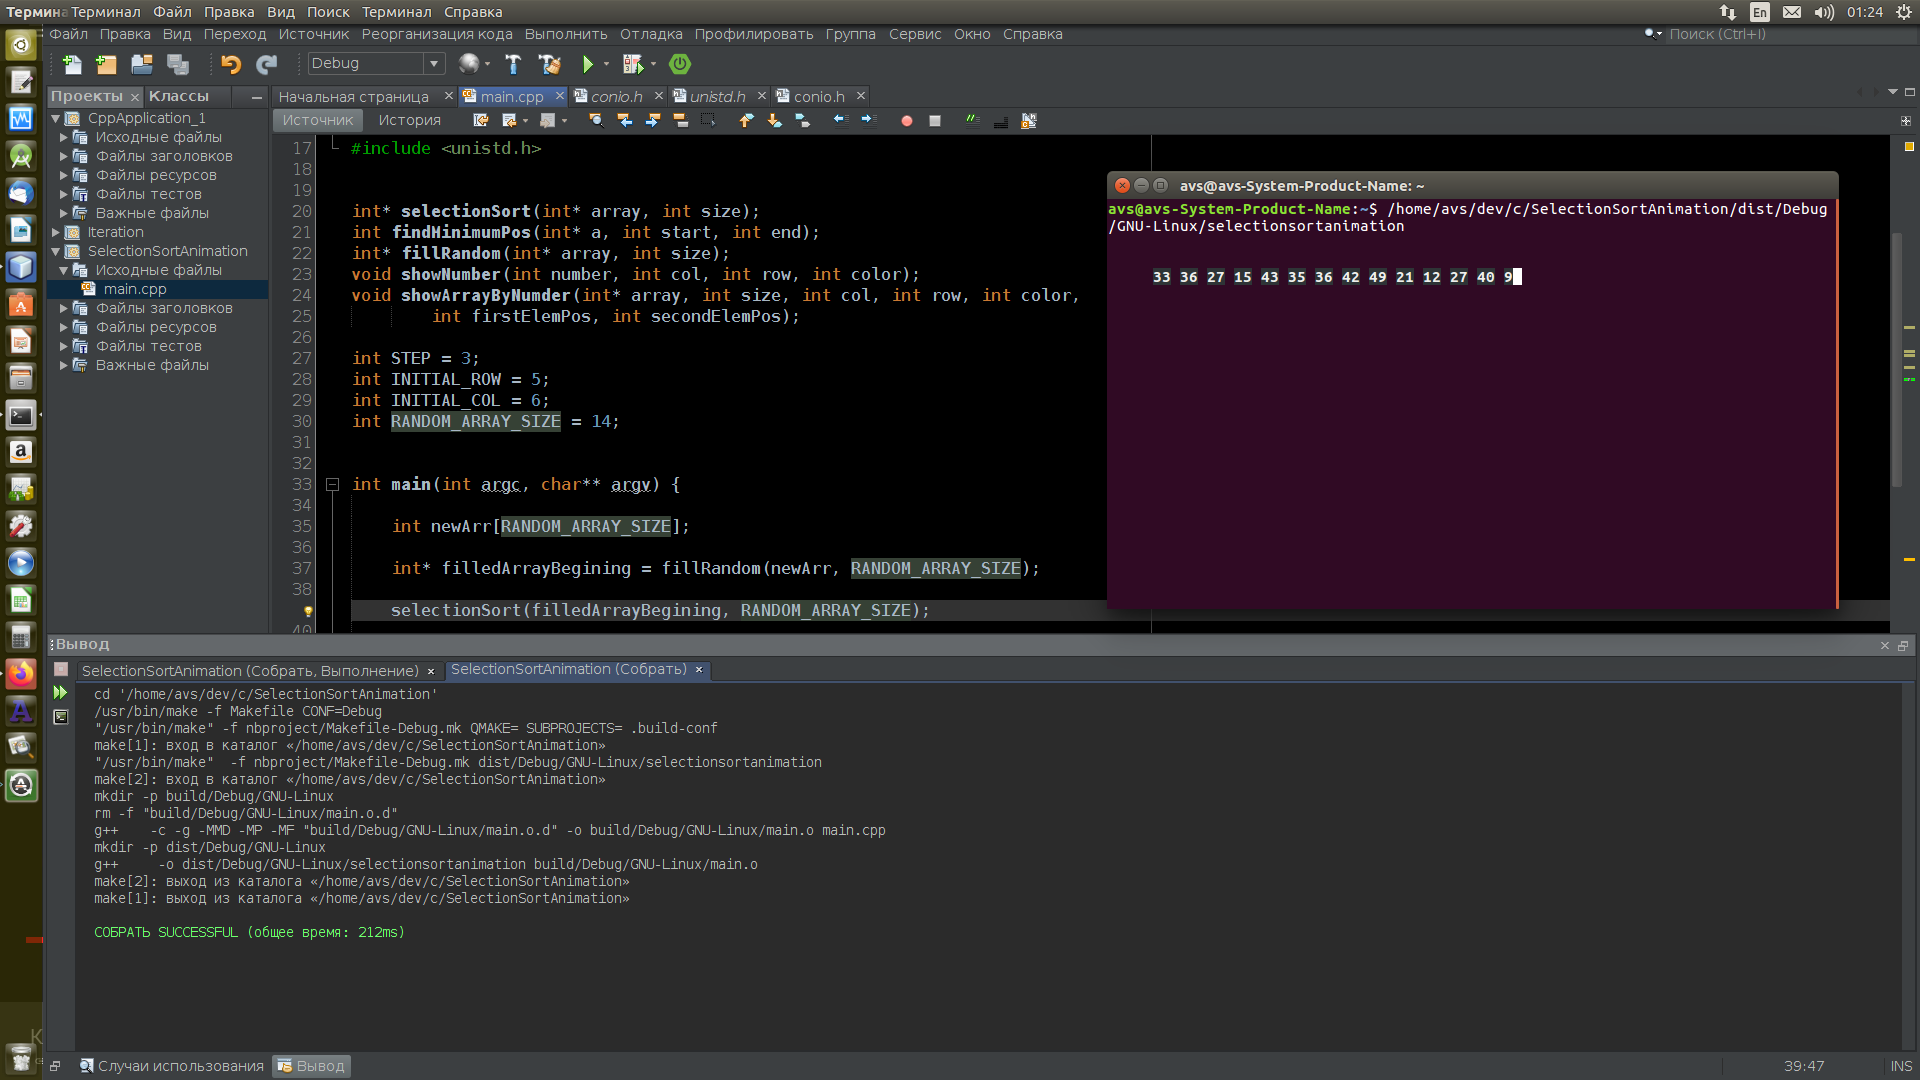 Термина Терминал Файл Правка Вид Поиск Терминал Справка En 01:24
Файл Правка Вид Переход Источник Реорганизация кода Выполнить Отладка Профилировать Группа Сервис Окно Справка Поиск (Ctrl+I)
Debug
Проекты Классы
Начальная страница main.cpp conio.h unistd.h conio.h
Источник История
CppApplication_1
Исходные файлы
Файлы заголовков
Файлы ресурсов
Файлы тестов
Важные файлы
Iteration
SelectionSortAnimation
Исходные файлы
main.cpp
Файлы заголовков
Файлы ресурсов
Файлы тестов
Важные файлы
17 #include <unistd.h>
18
19
20 int* selectionSort(int* array, int size);
21 int findMinimumPos(int* a, int start, int end);
22 int* fillRandom(int* array, int size);
23 void showNumber(int number, int col, int row, int color);
24 void showArrayByNumder(int* array, int size, int col, int row, int color,
25 int firstElemPos, int secondElemPos);
26
27 int STEP = 3;
28 int INITIAL_ROW = 5;
29 int INITIAL_COL = 6;
30 int RANDOM_ARRAY_SIZE = 14;
31
32
33 int main(int argc, char** argv) {
34
35 int newArr[RANDOM_ARRAY_SIZE];
36
37 int* filledArrayBegining = fillRandom(newArr, RANDOM_ARRAY_SIZE);
38
selectionSort(filledArrayBegining, RANDOM_ARRAY_SIZE);
40
avs@avs-System-Product-Name: ~
avs@avs-System-Product-Name:~$ /home/avs/dev/c/SelectionSortAnimation/dist/Debug
/GNU-Linux/selectionsortanimation
33 36 27 15 43 35 36 42 49 21 12 27 40 9
Вывод
SelectionSortAnimation (Собрать, Выполнение) SelectionSortAnimation (Собрать)
cd '/home/avs/dev/c/SelectionSortAnimation'
/usr/bin/make -f Makefile CONF=Debug
"/usr/bin/make" -f nbproject/Makefile-Debug.mk QMAKE= SUBPROJECTS= .build-conf
make[1]: вход в каталог «/home/avs/dev/c/SelectionSortAnimation»
"/usr/bin/make"  -f nbproject/Makefile-Debug.mk dist/Debug/GNU-Linux/selectionsortanimation
make[2]: вход в каталог «/home/avs/dev/c/SelectionSortAnimation»
mkdir -p build/Debug/GNU-Linux
rm -f "build/Debug/GNU-Linux/main.o.d"
g++    -c -g -MMD -MP -MF "build/Debug/GNU-Linux/main.o.d" -o build/Debug/GNU-Linux/main.o main.cpp
mkdir -p dist/Debug/GNU-Linux
g++     -o dist/Debug/GNU-Linux/selectionsortanimation build/Debug/GNU-Linux/main.o
make[2]: выход из каталога «/home/avs/dev/c/SelectionSortAnimation»
make[1]: выход из каталога «/home/avs/dev/c/SelectionSortAnimation»
СОБРАТЬ SUCCESSFUL (общее время: 212ms)
Случаи использования Вывод 39:47 INS